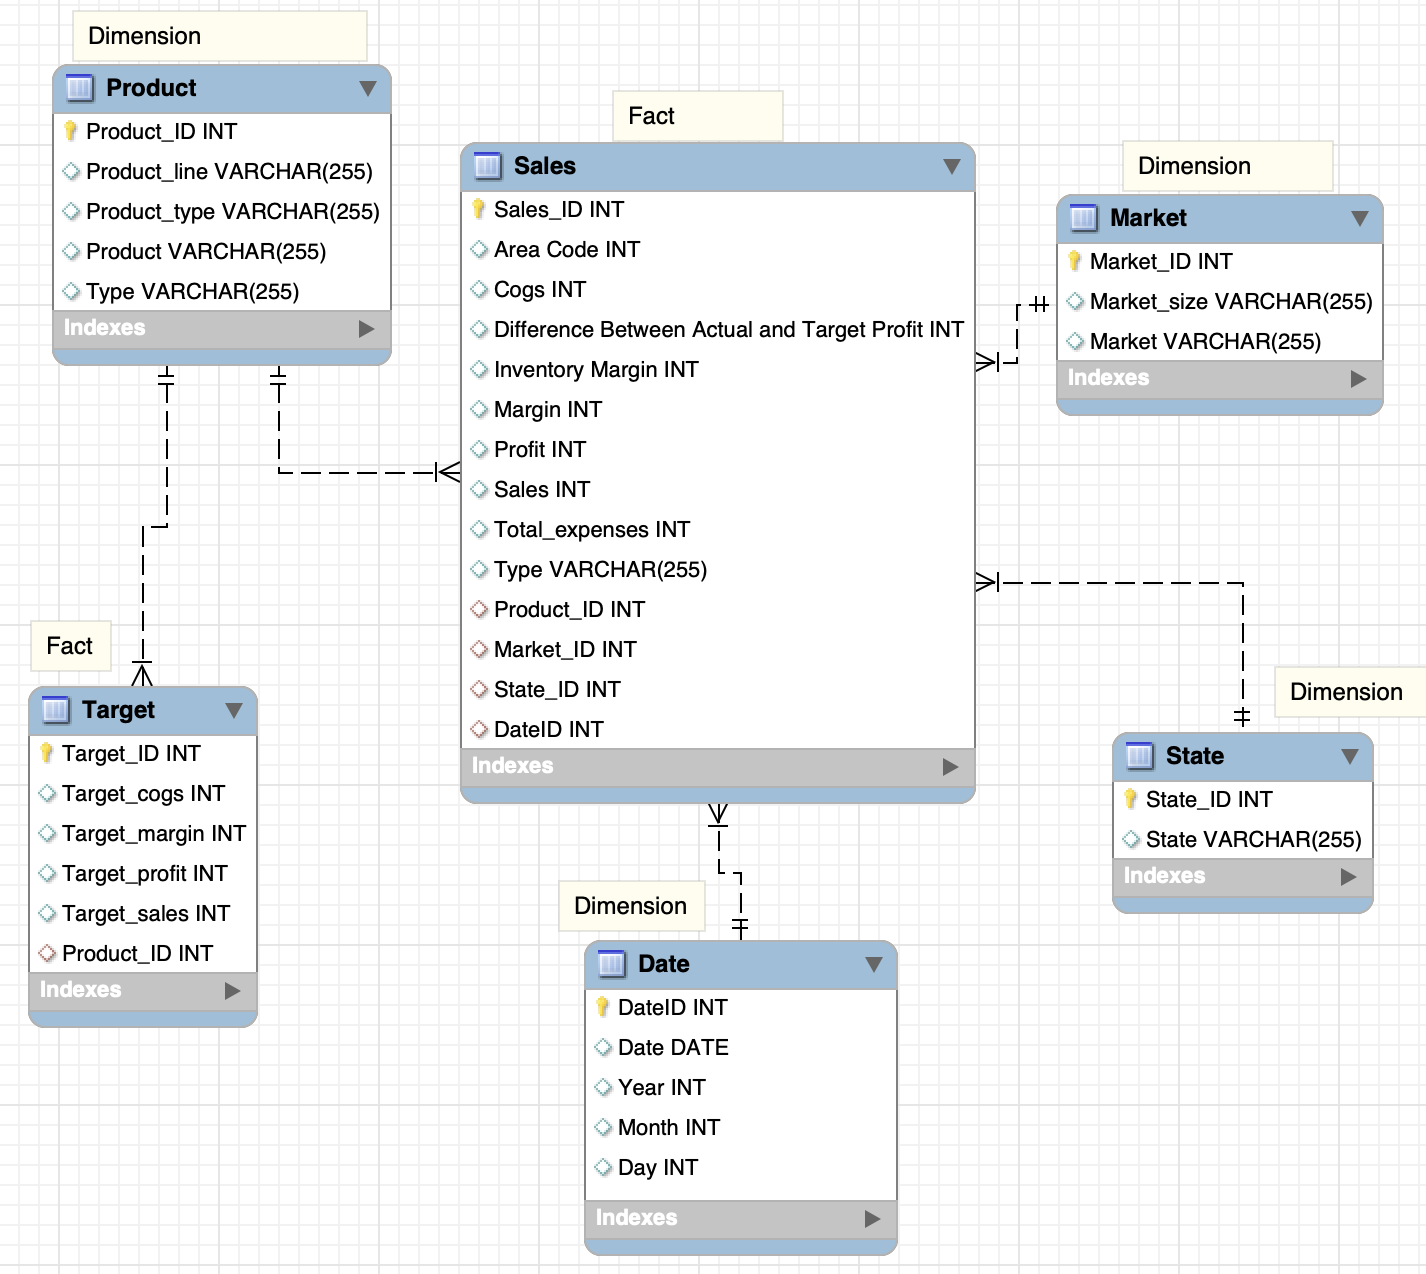 Dimension
Product
Product_ID INT
Product_line VARCHAR(255)
Product_type VARCHAR(255)
Product VARCHAR(255)
Type VARCHAR(255)
Indexes
Fact
Sales
Sales_ID INT
Area Code INT
Cogs INT
Difference Between Actual and Target Profit INT
Inventory Margin INT
Margin INT
Profit INT
Sales INT
Total_expenses INT
Type VARCHAR(255)
Product_ID INT
Market_ID INT
State_ID INT
DateID INT
Indexes
Dimension
Market
Market_ID INT
Market_size VARCHAR(255)
Market VARCHAR(255)
Indexes
Fact
Target
Target_ID INT
Target_cogs INT
Target_margin INT
Target_profit INT
Target_sales INT
Product_ID INT
Indexes
Dimension
State
State_ID INT
State VARCHAR(255)
Indexes
Dimension
Date
DateID INT
Date DATE
Year INT
Month INT
Day INT
Indexes